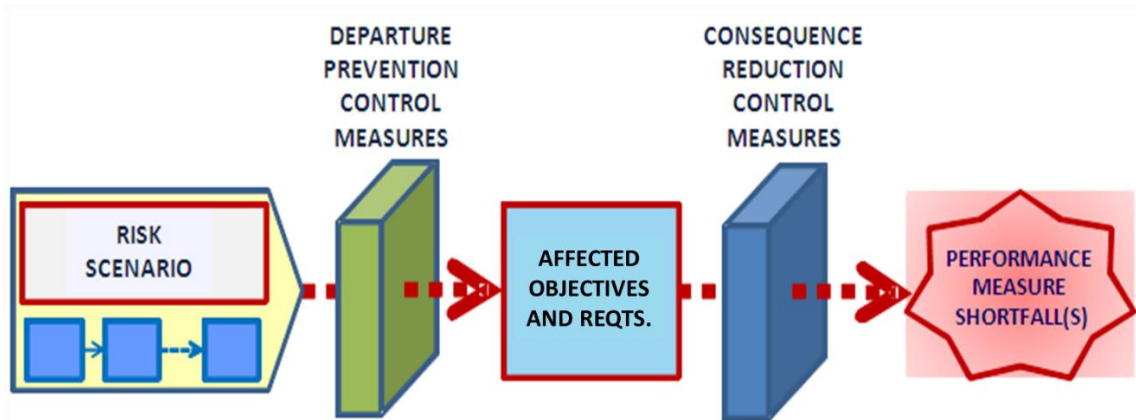 DEPARTURE
PREVENTION
CONTROL
MEASURES
CONSEQUENCE
REDUCTION
CONTROL
MEASURES
RISK
SCENARIO
AFFECTED
OBJECTIVES
AND REQTS.
PERFORMANCE
MEASURE
SHORTFALL(S)